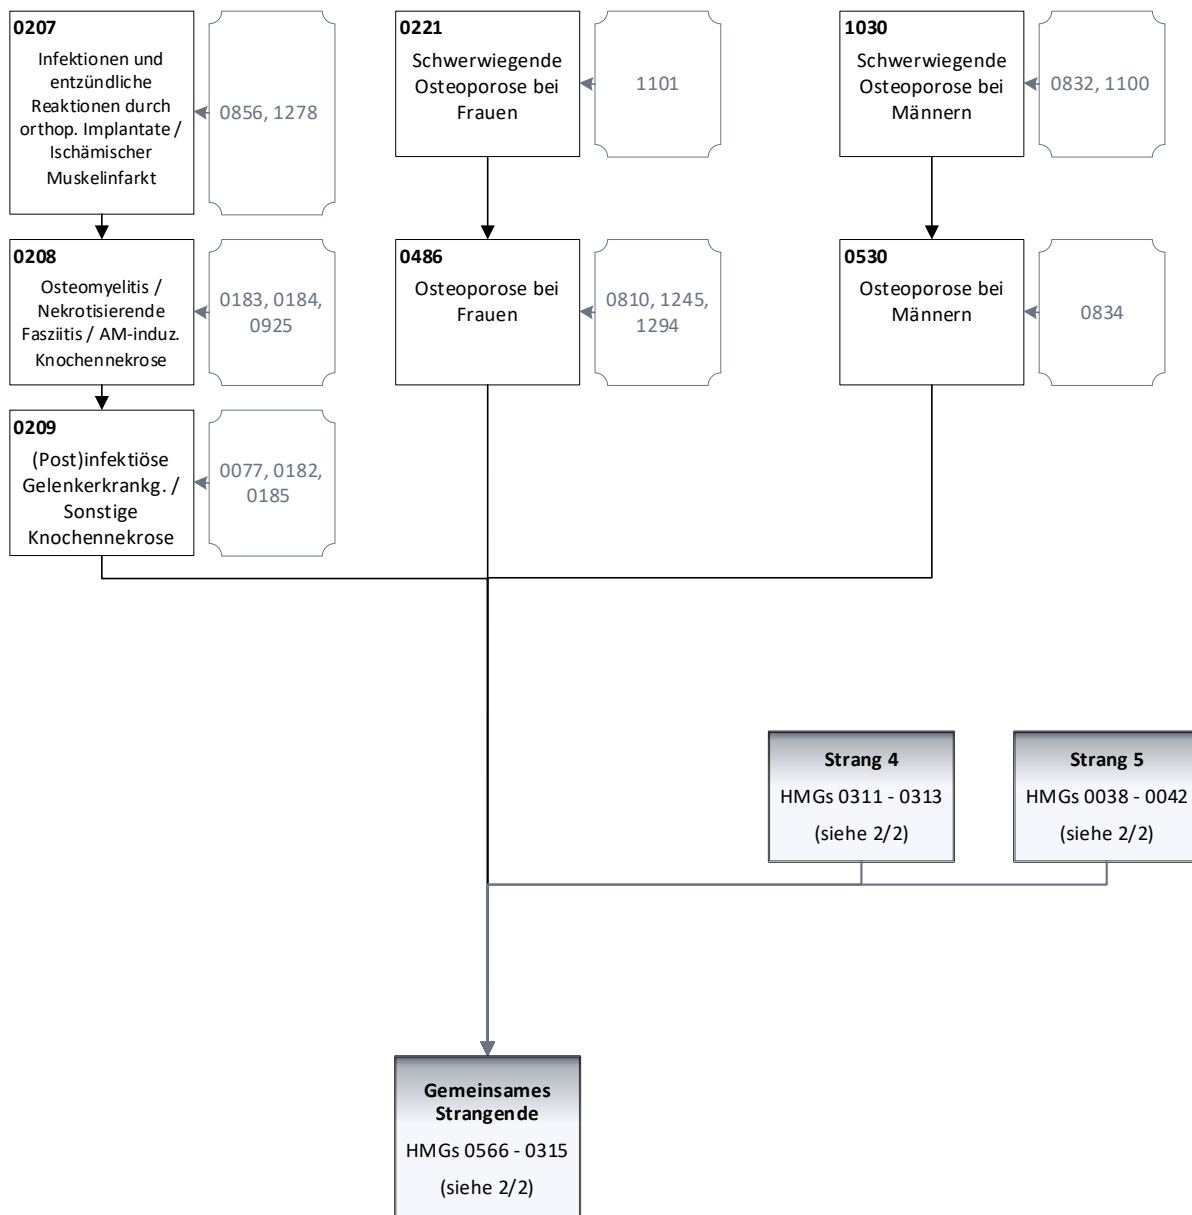 0207
Infektionen und
entzündliche
Reaktionen durch
orthop. Implantate /
Ischämischer
Muskelinfarkt
0856, 1278
0221
Schwerwiegende
Osteoporose bei
Frauen
1101
1030
Schwerwiegende
Osteoporose bei
Männern
0832, 1100
0208
Osteomyelitis /
Nekrotisierende
Fasziitis / AM-induz.
Knochennekrose
0183, 0184,
0925
0486
Osteoporose bei
Frauen
0810, 1245,
1294
0530
Osteoporose bei
Männern
0834
0209
(Post)infektiöse
Gelenkerkrankg. /
Sonstige
Knochennekrose
0077, 0182,
0185
Strang 4
HMGs 0311 - 0313
(siehe 2/2)
Strang 5
HMGs 0038 - 0042
(siehe 2/2)
Gemeinsames
Strangende
HMGs 0566 - 0315
(siehe 2/2)